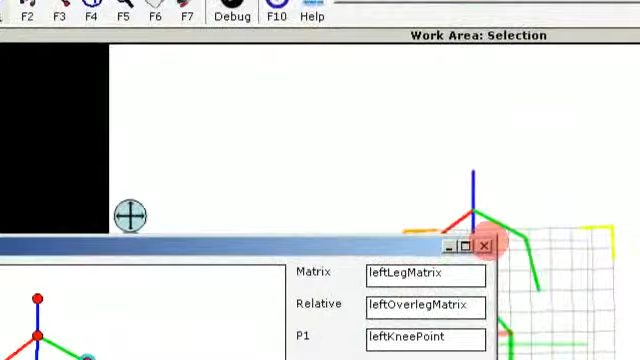 F2 F3 F4 F5 F6 F7 Debug F10 Help
Work Area: Selection
Matrix leftLegMatrix
Relative leftOverlegMatrix
P1 leftKneePoint